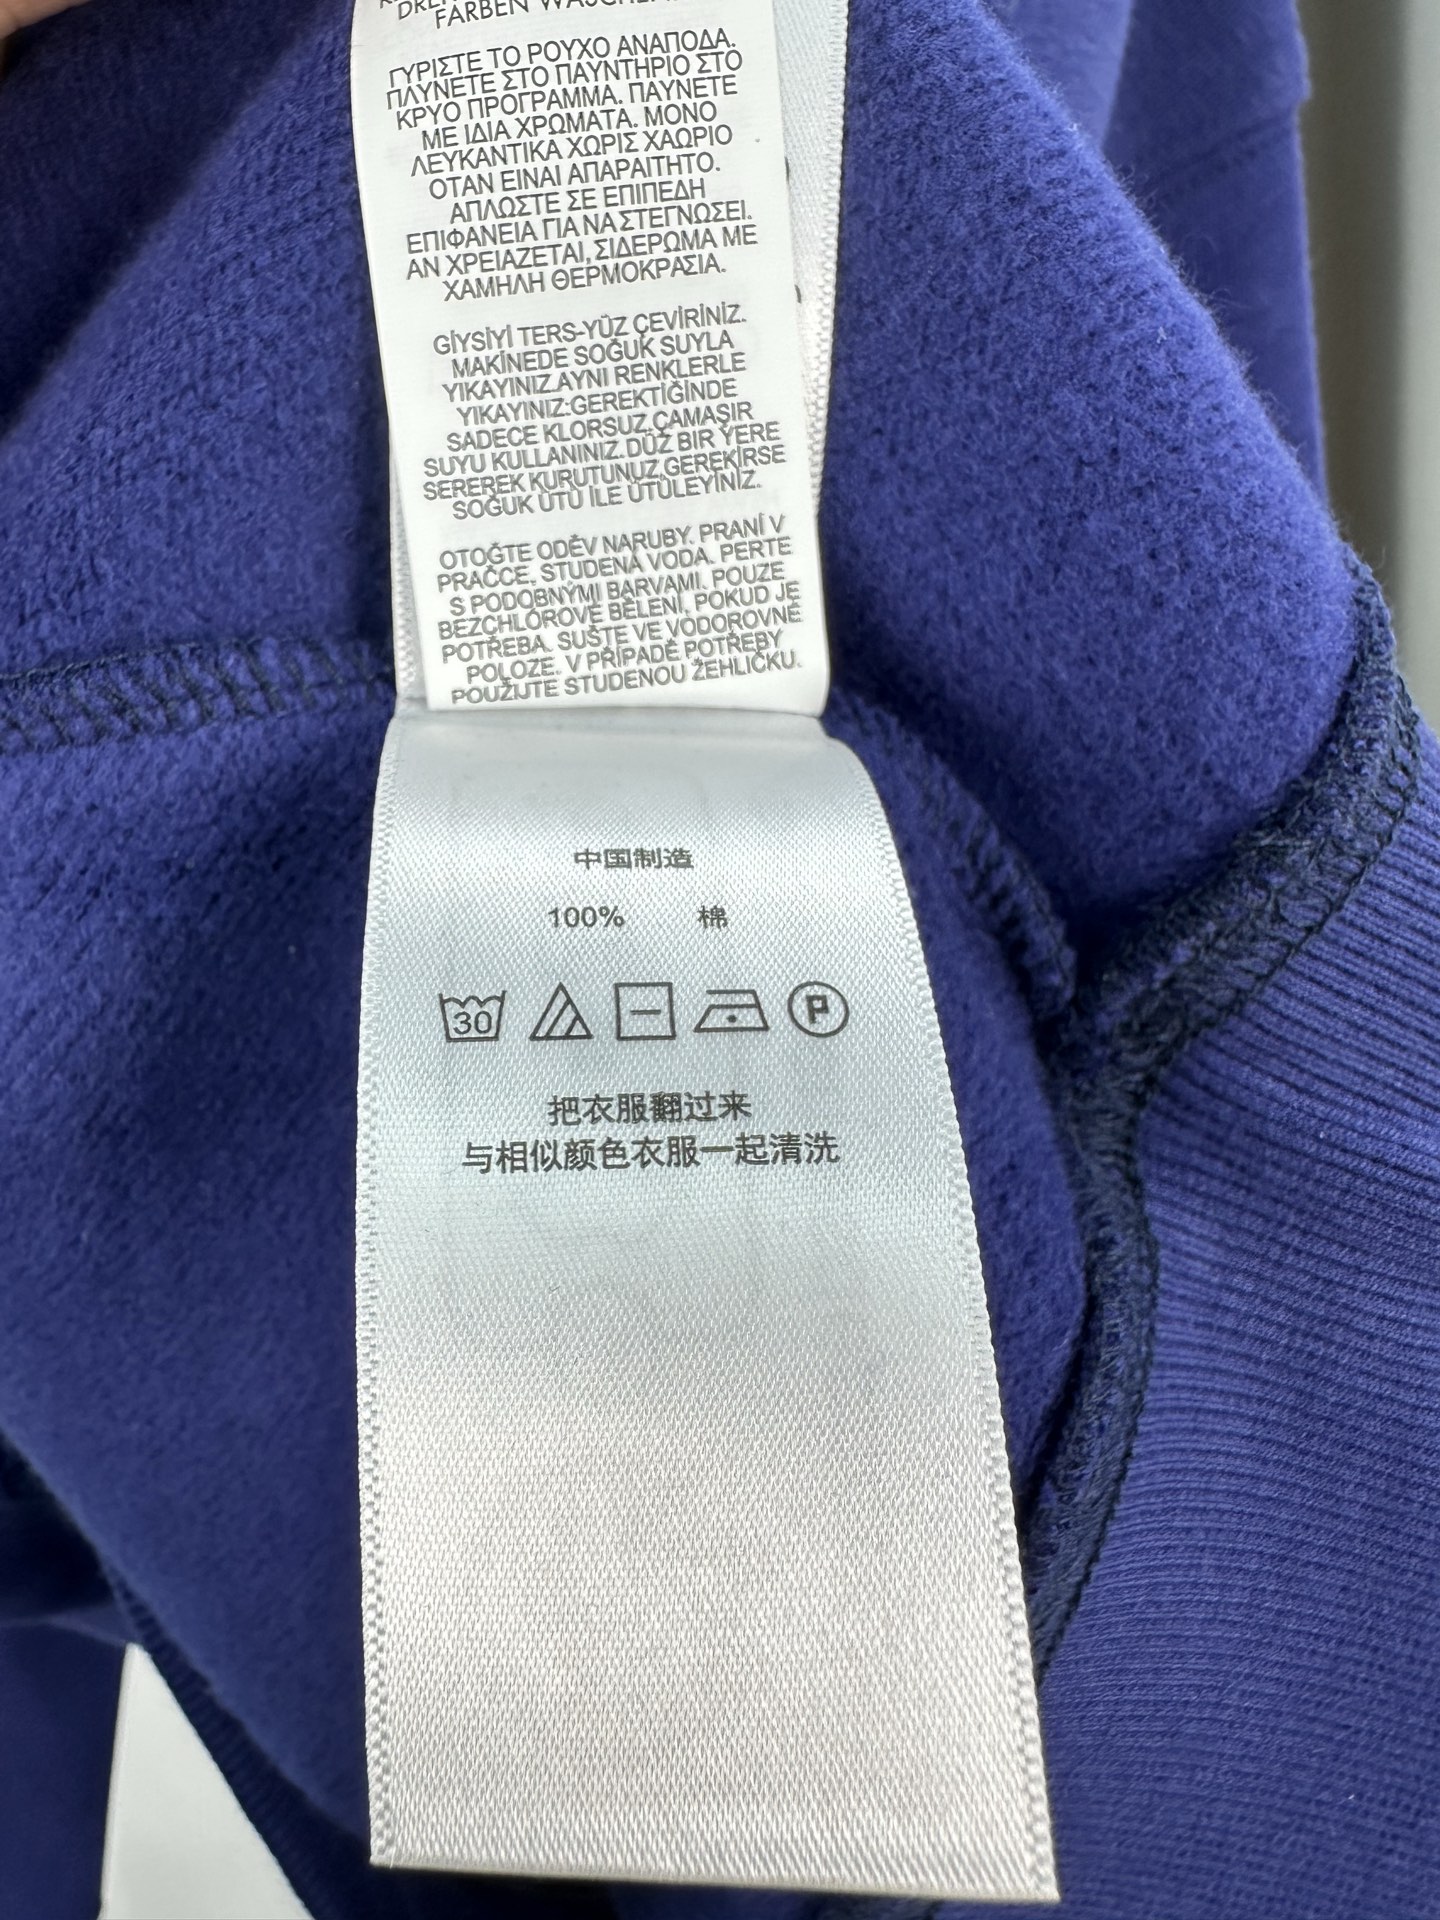 FARBEN
ΓΥΡΙΣΤΕ ΤΟ ΡΟΥΧΟ ΑΝΑΠΟΔΑ.
ΠΛΥΝΕΤΕ ΣΤΟ ΠΑΥΝΤΗΡΙΟ ΣΤΟ
ΚΡΥΟ ΠΡΟΓΡΑΜΜΑ. ΠΑΥΝΕΤΕ
ΜΕ ΙΔΙΑ ΧΡΩΜΑΤΑ. ΜΟΝΟ
ΛΕΥΚΑΝΤΙΚΑ ΧΩΡΙΣ ΧΑΩΡΙΟ
ΟΤΑΝ ΕΙΝΑΙ ΑΠΑΡΑΙΤΗΤΟ.
ΑΠΛΩΣΤΕ ΣΕ ΕΠΙΠΕΔΗ
ΕΠΙΦΑΝΕΙΑ ΓΙΑ ΝΑ ΣΤΕΓΝΩΣΕΙ.
ΑΝ ΧΡΕΙΑΖΕΤΑΙ, ΣΙΔΕΡΩΜΑ ΜΕ
ΧΑΜΗΛΗ ΘΕΡΜΟΚΡΑΣΙΑ.
GİYSİYİ TERS-YÜZ ÇEVİRİNİZ.
MAKİNEDE SOĞUK SUYLA
YIKAYINIZ.AYNI RENKLERLE
YIKAYINIZ:GEREKTİĞİNDE
SADECE KLORSUZ ÇAMAŞIR
SUYU KULLANINIZ.DÜZ BIR YERE
SEREREK KURUTUNUZ.GEREKİRSE
SOĞUK ÜTÜ İLE ÜTÜLEYİNİZ.
OTOČTE ODĚV NARUBY. PRANÍ V
PRAČCE, STUDENÁ VODA. PERTE
S PODOBNÝMI BARVAMI. POUZE
BEZCHLÓROVÉ BĚLENÍ, POKUD JE
POTŘEBA. SUŠTE VE VODOROVNÉ
POLOZE. V PŘÍPADĚ POTŘEBY
POUŽIJTE STUDENOU ŽEHLIČKU.
中国制造
100% 棉
30 P
把衣服翻过来
与相似颜色衣服一起清洗